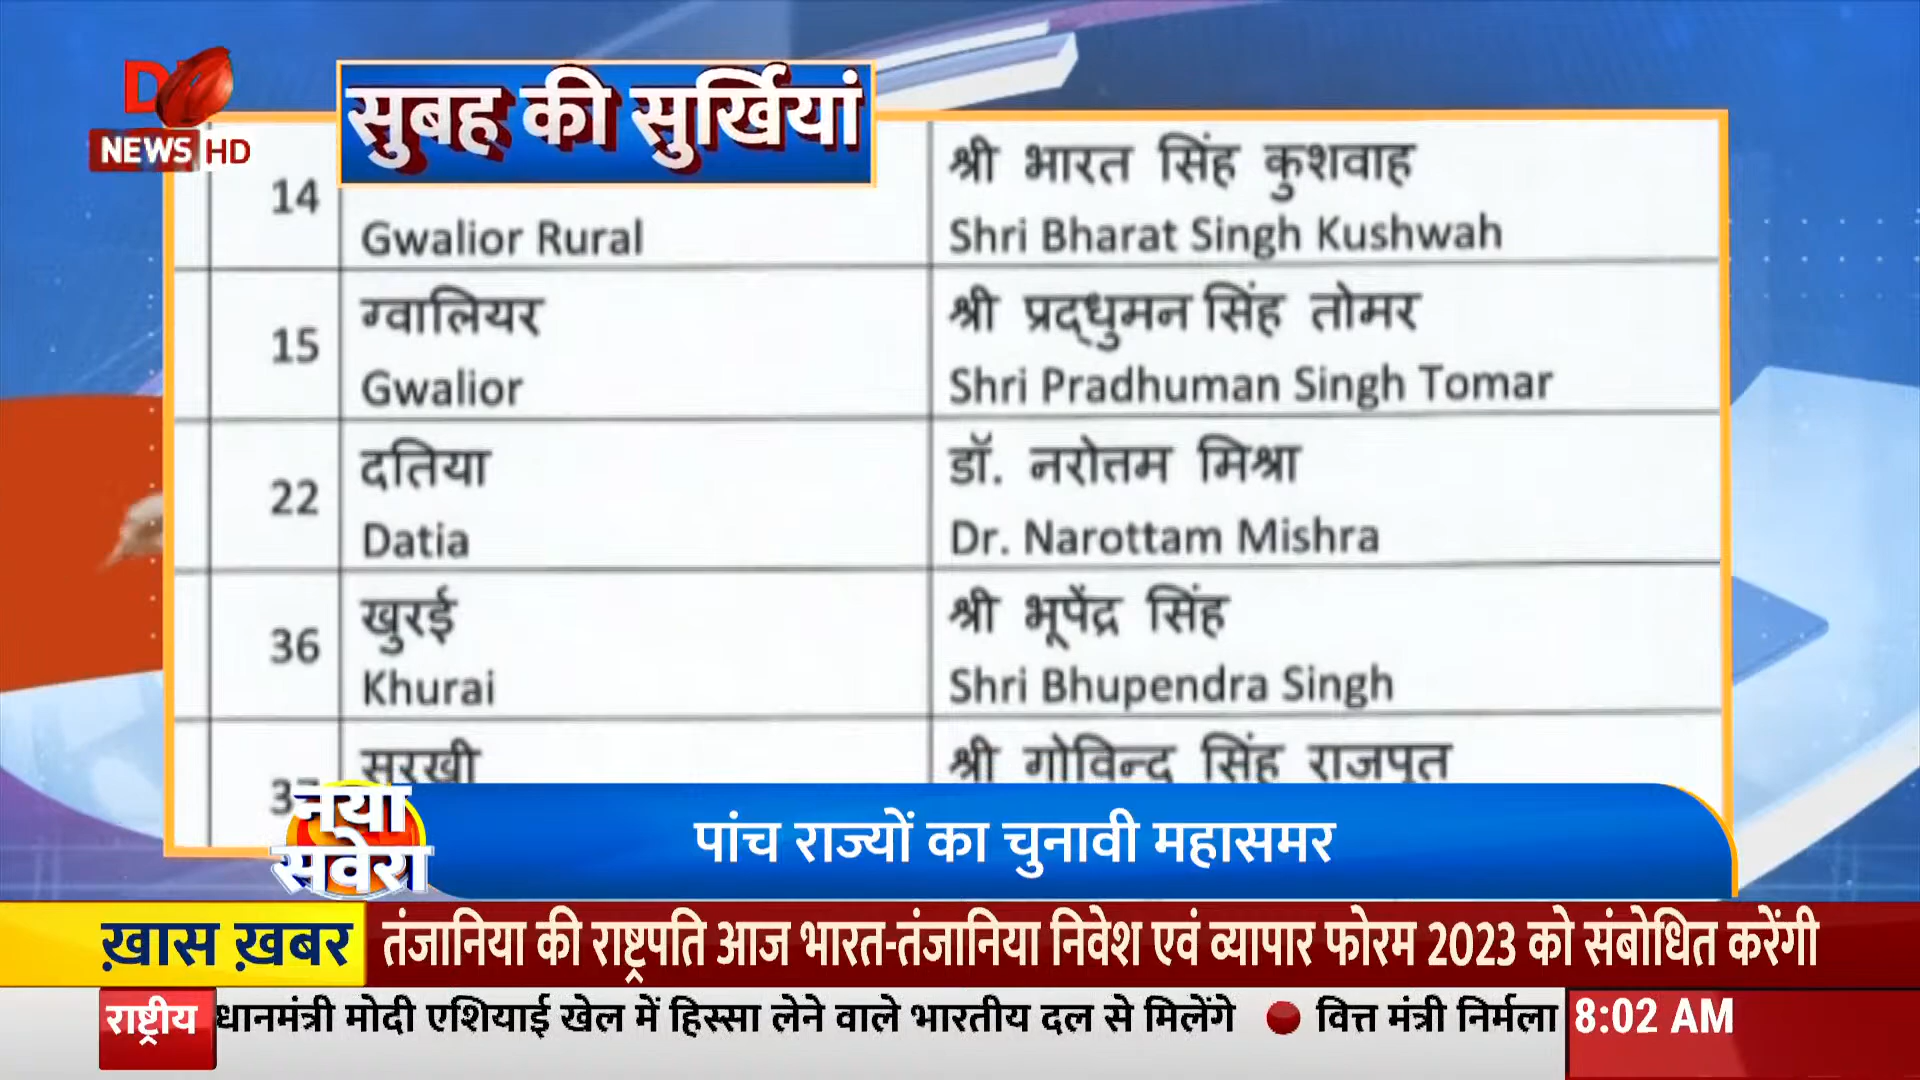 NEWS HD
सुबह की सुर्खियां
14
श्री भारत सिंह कुशवाह
Gwalior Rural
Shri Bharat Singh Kushwah
15
ग्वालियर
श्री प्रद्धुमन सिंह तोमर
Gwalior
Shri Pradhuman Singh Tomar
22
दतिया
डॉ. नरोत्तम मिश्रा
Datia
Dr. Narottam Mishra
36
खुरई
श्री भूपेंद्र सिंह
Khurai
Shri Bhupendra Singh
सुरखी
श्री गोविन्द सिंह राजपूत
नया
सवेरा
पांच राज्यों का चुनावी महासमर
ख़ास ख़बर
तंजानिया की राष्ट्रपति आज भारत-तंजानिया निवेश एवं व्यापार फोरम 2023 को संबोधित करेंगी
राष्ट्रीय
धानमंत्री मोदी एशियाई खेल में हिस्सा लेने वाले भारतीय दल से मिलेंगे
वित्त मंत्री निर्मला
8:02 AM